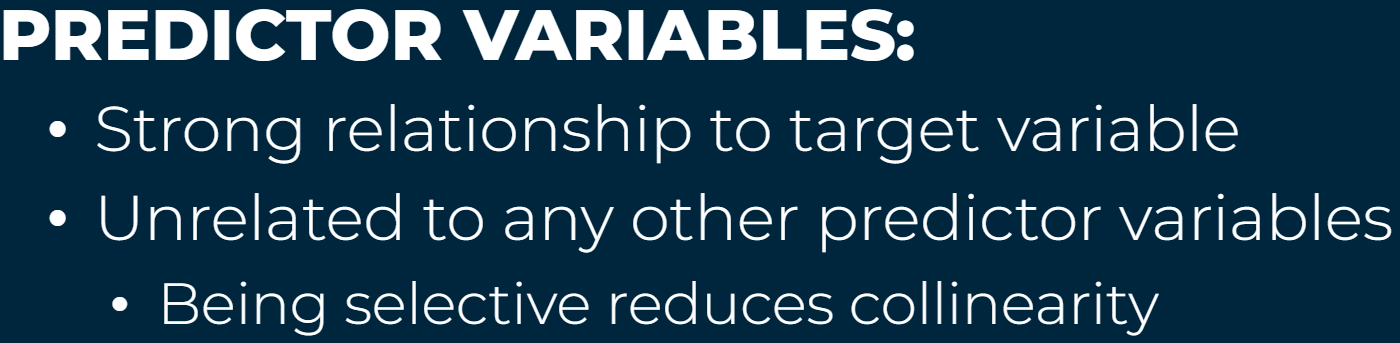 PREDICTOR VARIABLES:
• Strong relationship to target variable
• Unrelated to any other predictor variables
• Being selective reduces collinearity